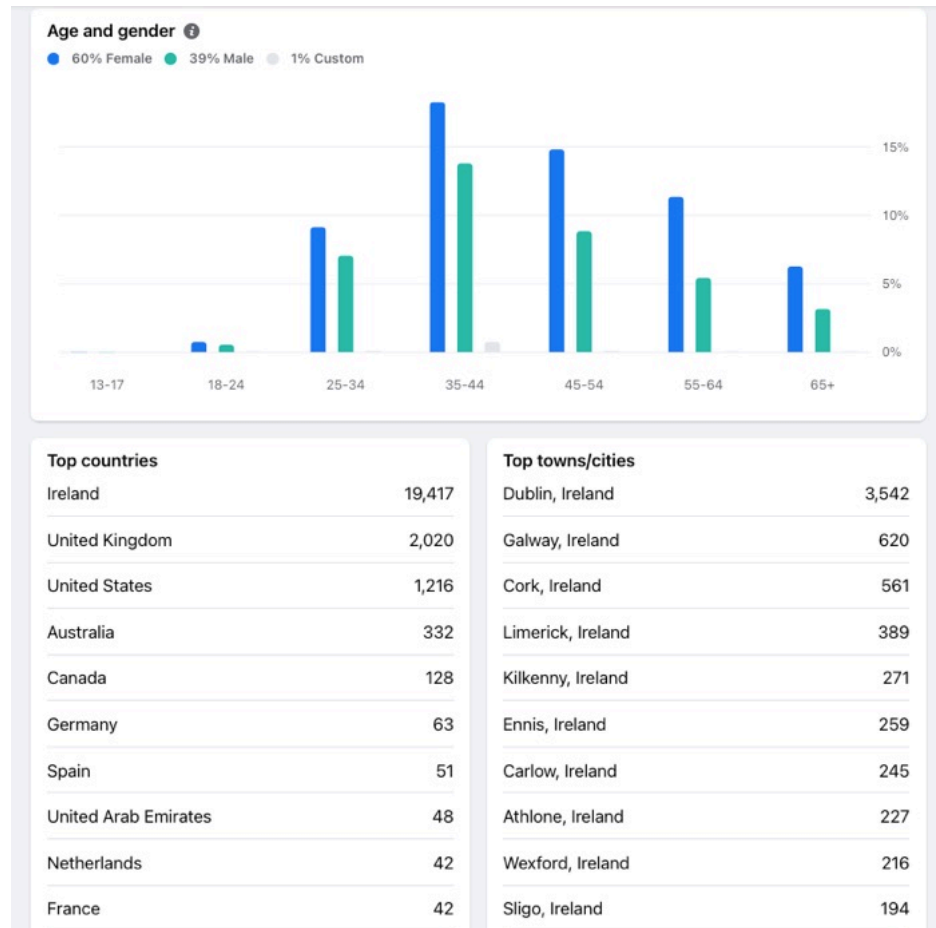 Age and gender
60% Female 39% Male 1% Custom
15%
10%
5%
0%
13-17 18-24 25-34 35-44 45-54 55-64 65+
Top countries
Ireland 19,417
United Kingdom 2,020
United States 1,216
Australia 332
Canada 128
Germany 63
Spain 51
United Arab Emirates 48
Netherlands 42
France 42
Top towns/cities
Dublin, Ireland 3,542
Galway, Ireland 620
Cork, Ireland 561
Limerick, Ireland 389
Kilkenny, Ireland 271
Ennis, Ireland 259
Carlow, Ireland 245
Athlone, Ireland 227
Wexford, Ireland 216
Sligo, Ireland 194